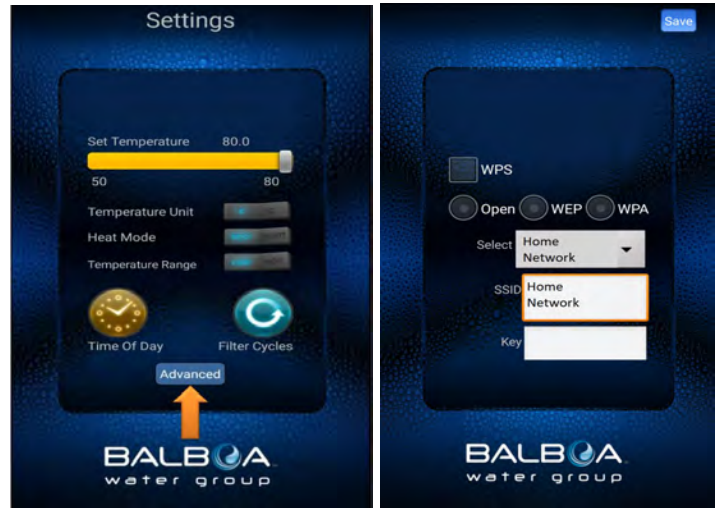 Settings
Set Temperature 80.0
50 80
Temperature Unit
Heat Mode
Temperature Range
Time Of Day Filter Cycles
Advanced
BALBOA
water group
Save
WPS
Open WEP WPA
Select Home
Network
SSID Home
Network
Key
BALBOA
water group